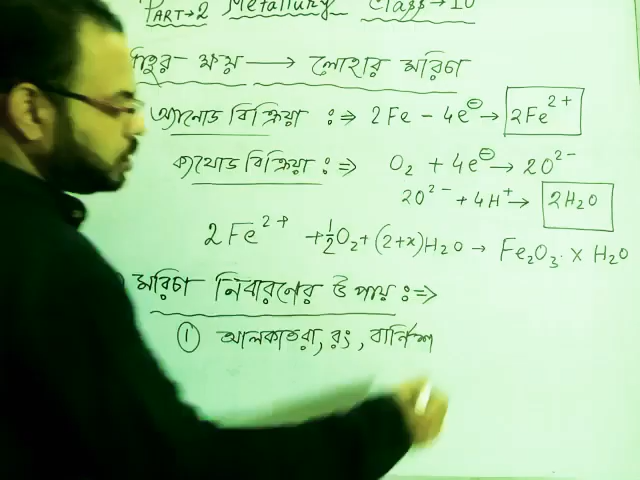 PART→2 Metallurgy Class→10
ধাতুর ক্ষয় → লোহার মরিচা
অ্যানোড বিক্রিয়া :⇒ 2Fe - 4e⊖ → 2Fe²⁺
ক্যাথোড বিক্রিয়া :⇒ O₂ + 4e⊖ → 2O²⁻
2O²⁻ + 4H⁺ → 2H₂O
2Fe²⁺ + ½O₂ + (2+x)H₂O → Fe₂O₃. x H₂O
মরিচা নিবারণের উপায় :⇒
① আলকাতরা, রং, বার্নিশ